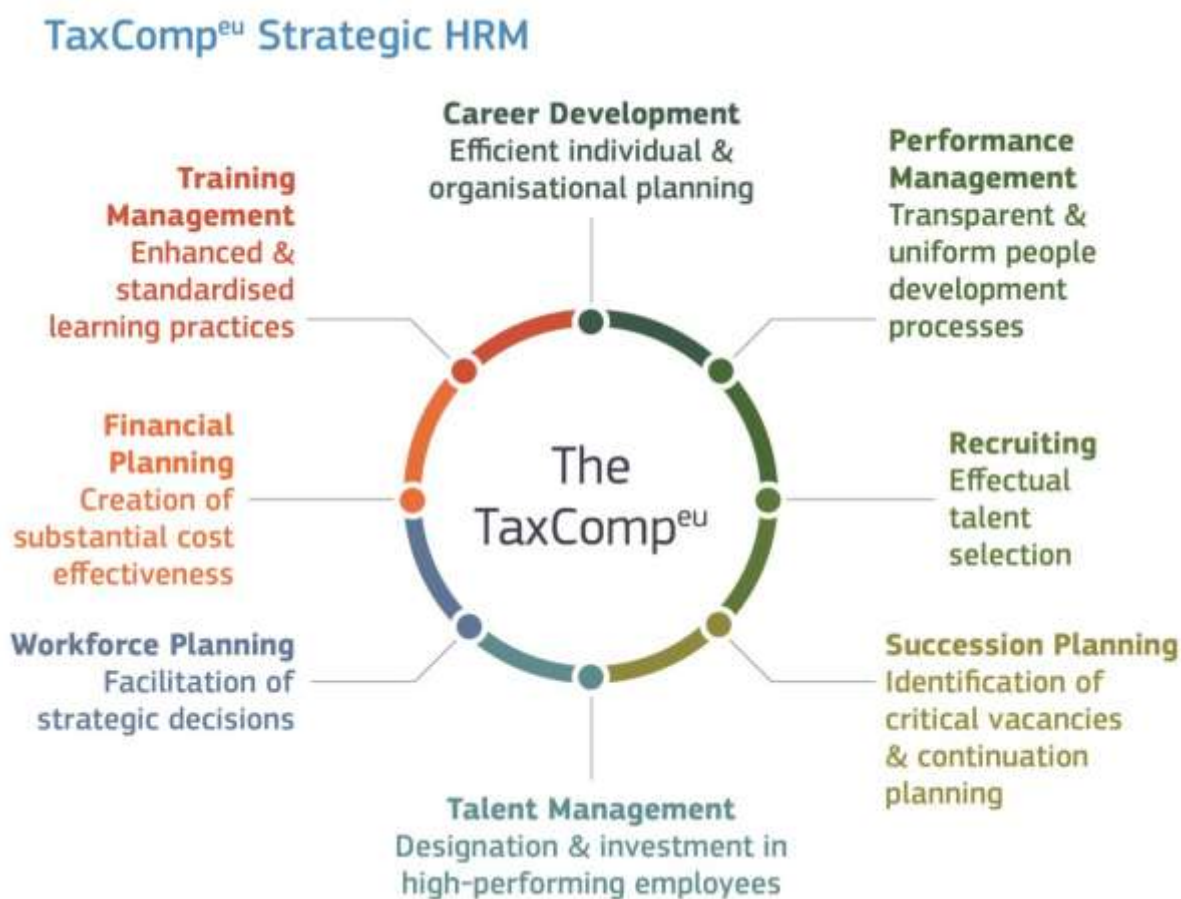 TaxCompᵉᵘ Strategic HRM
Career Development
Efficient individual &
organisational planning
Performance
Management
Transparent &
uniform people
development
processes
Recruiting
Effectual
talent
selection
Succession Planning
Identification of
critical vacancies
& continuation
planning
Talent Management
Designation & investment in
high-performing employees
Workforce Planning
Facilitation of
strategic decisions
Financial
Planning
Creation of
substantial cost
effectiveness
Training
Management
Enhanced &
standardised
learning practices
The
TaxCompᵉᵘ